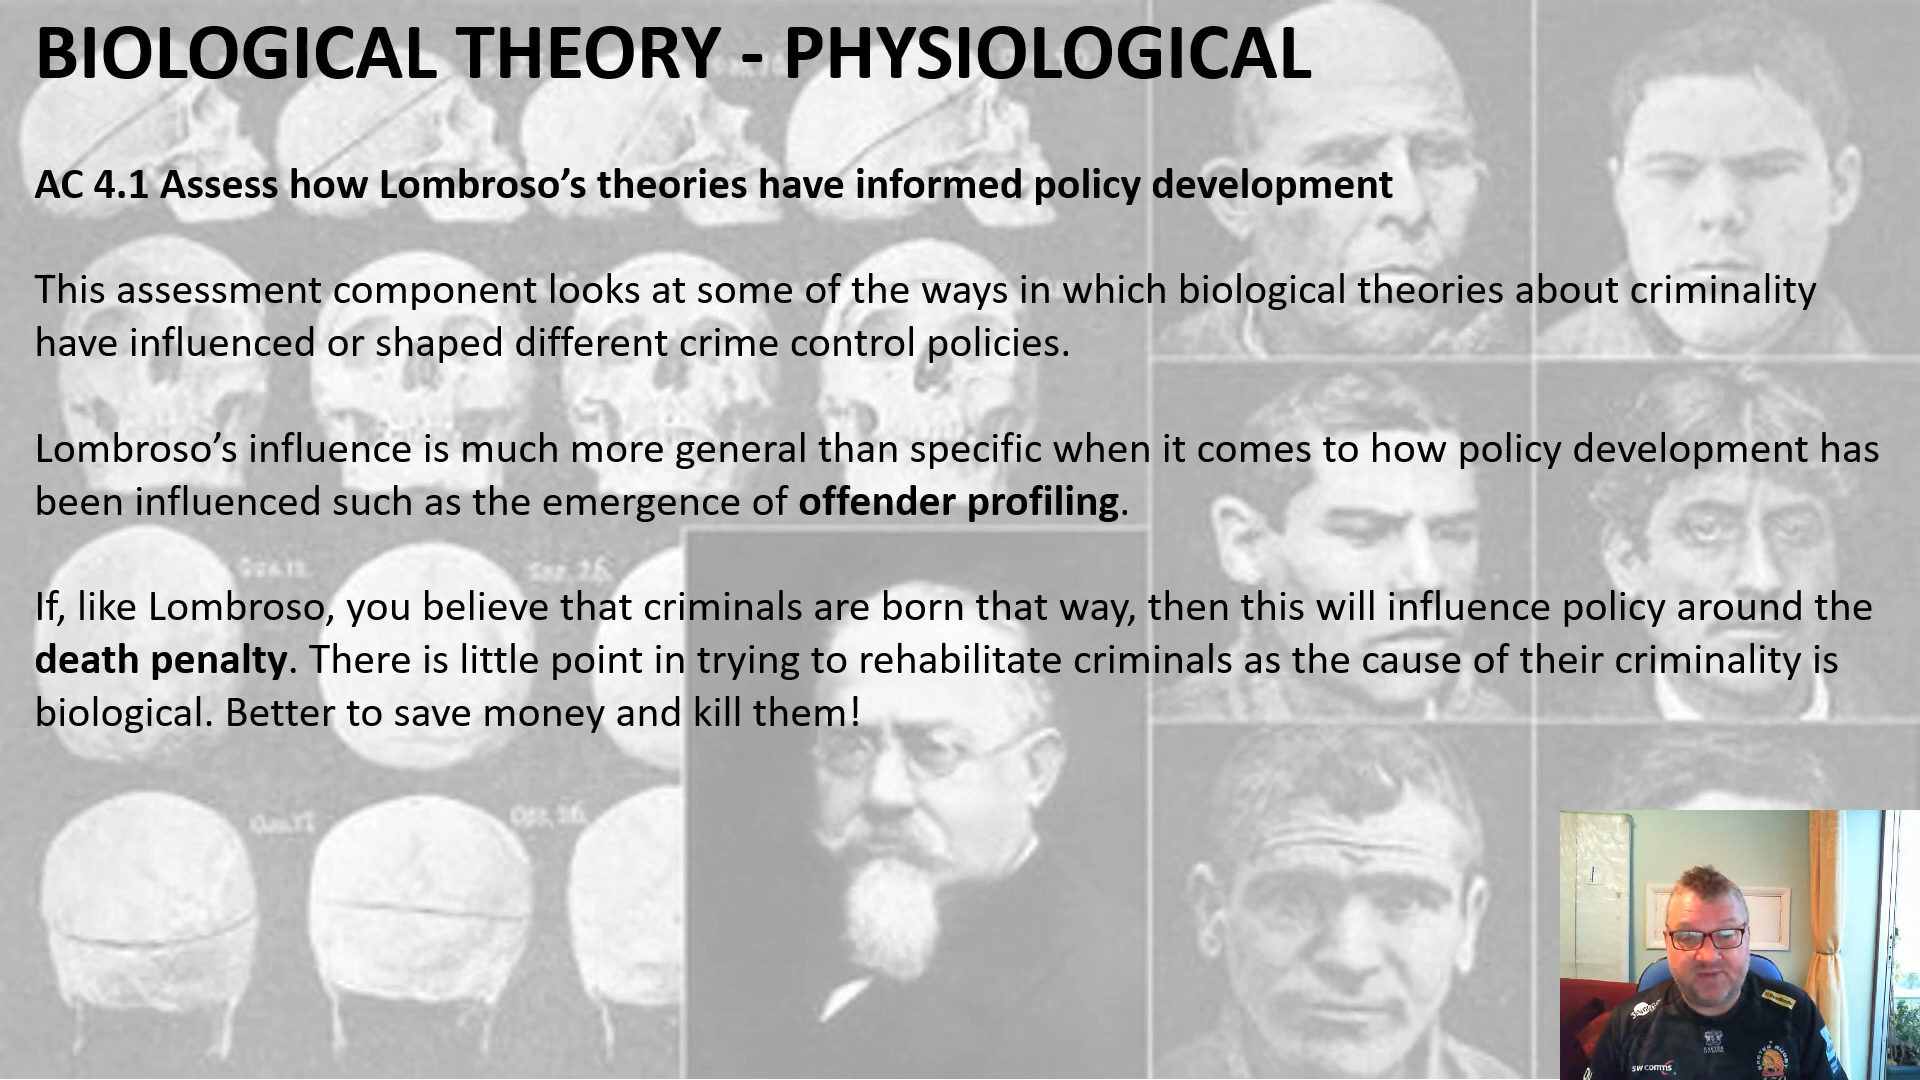 BIOLOGICAL THEORY - PHYSIOLOGICAL
AC 4.1 Assess how Lombroso’s theories have informed policy development
This assessment component looks at some of the ways in which biological theories about criminality
have influenced or shaped different crime control policies.
Lombroso’s influence is much more general than specific when it comes to how policy development has
been influenced such as the emergence of offender profiling.
If, like Lombroso, you believe that criminals are born that way, then this will influence policy around the
death penalty. There is little point in trying to rehabilitate criminals as the cause of their criminality is
biological. Better to save money and kill them!
sw comms